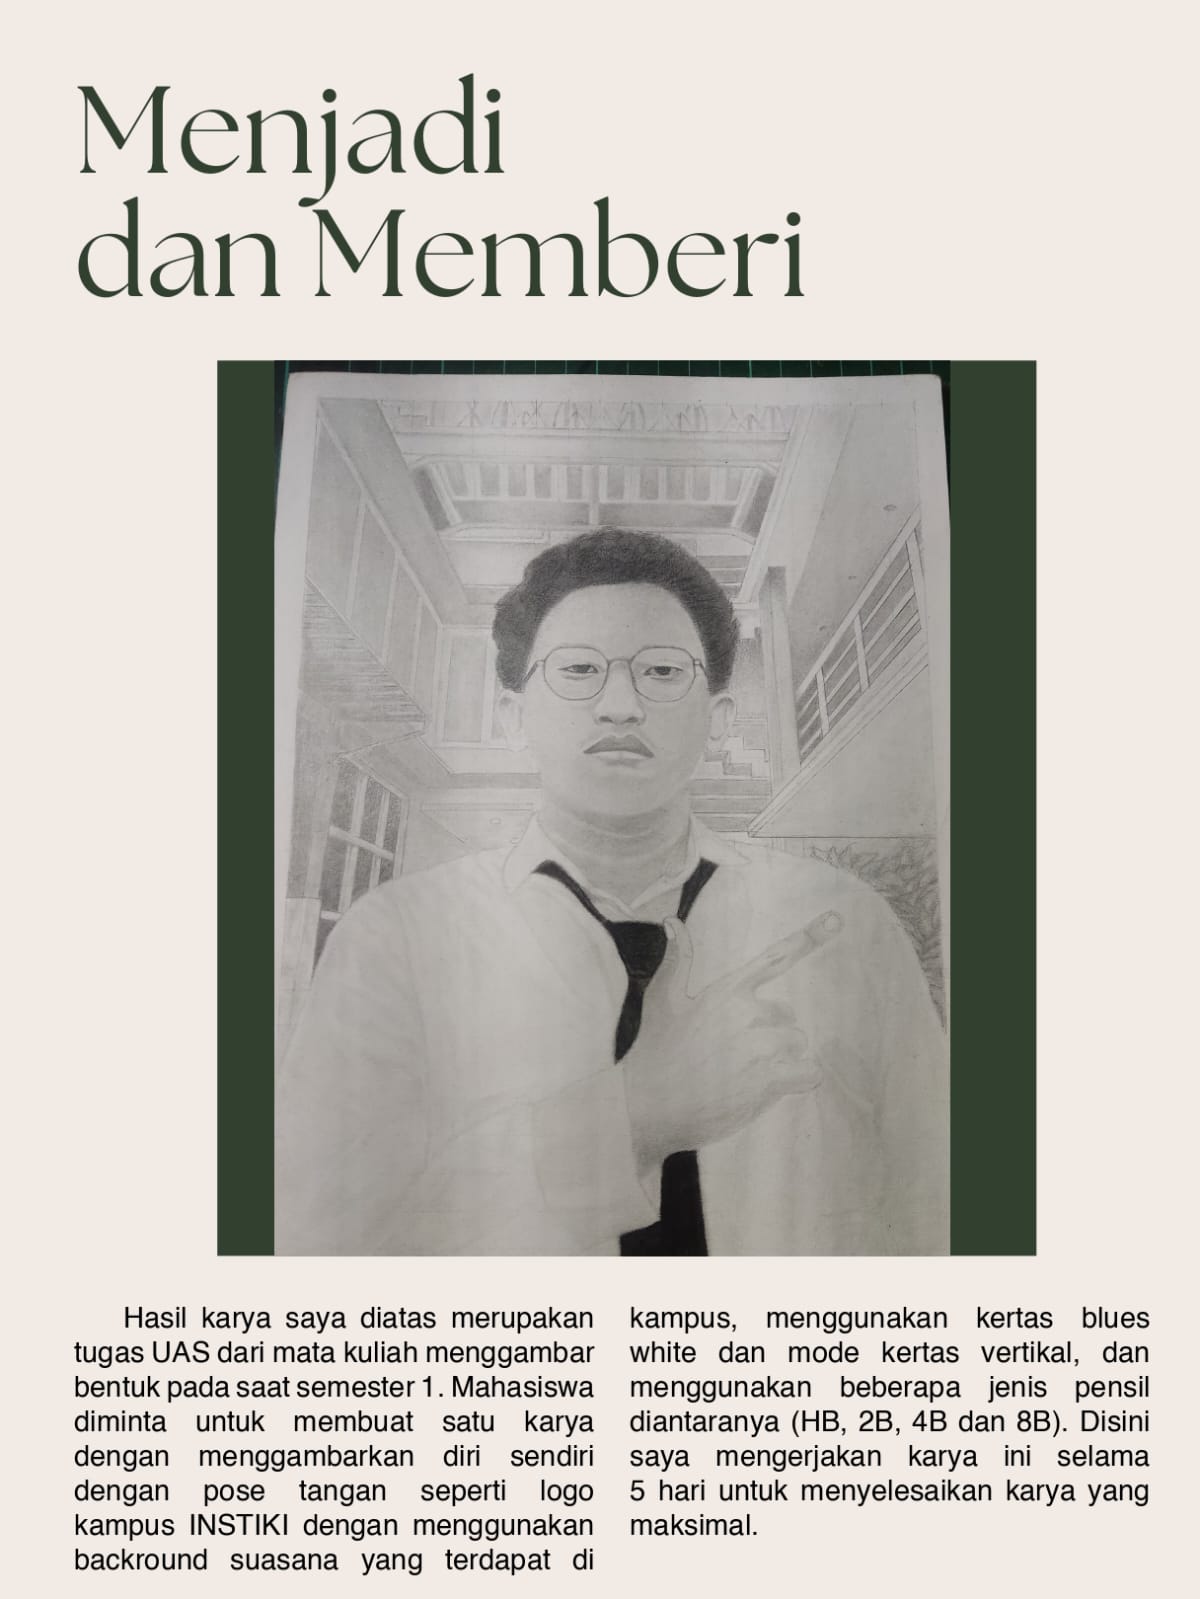 Menjadi
dan Memberi
Hasil karya saya diatas merupakan
tugas UAS dari mata kuliah menggambar
bentuk pada saat semester 1. Mahasiswa
diminta untuk membuat satu karya
dengan menggambarkan diri sendiri
dengan pose tangan seperti logo
kampus INSTIKI dengan menggunakan
backround suasana yang terdapat di
kampus, menggunakan kertas blues
white dan mode kertas vertikal, dan
menggunakan beberapa jenis pensil
diantaranya (HB, 2B, 4B dan 8B). Disini
saya mengerjakan karya ini selama
5 hari untuk menyelesaikan karya yang
maksimal.